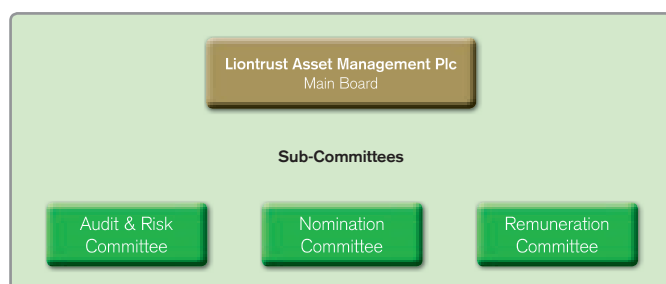 Liontrust Asset Management Plc
Main Board
Sub-Committees
Audit & Risk
Committee
Nomination
Committee
Remuneration
Committee